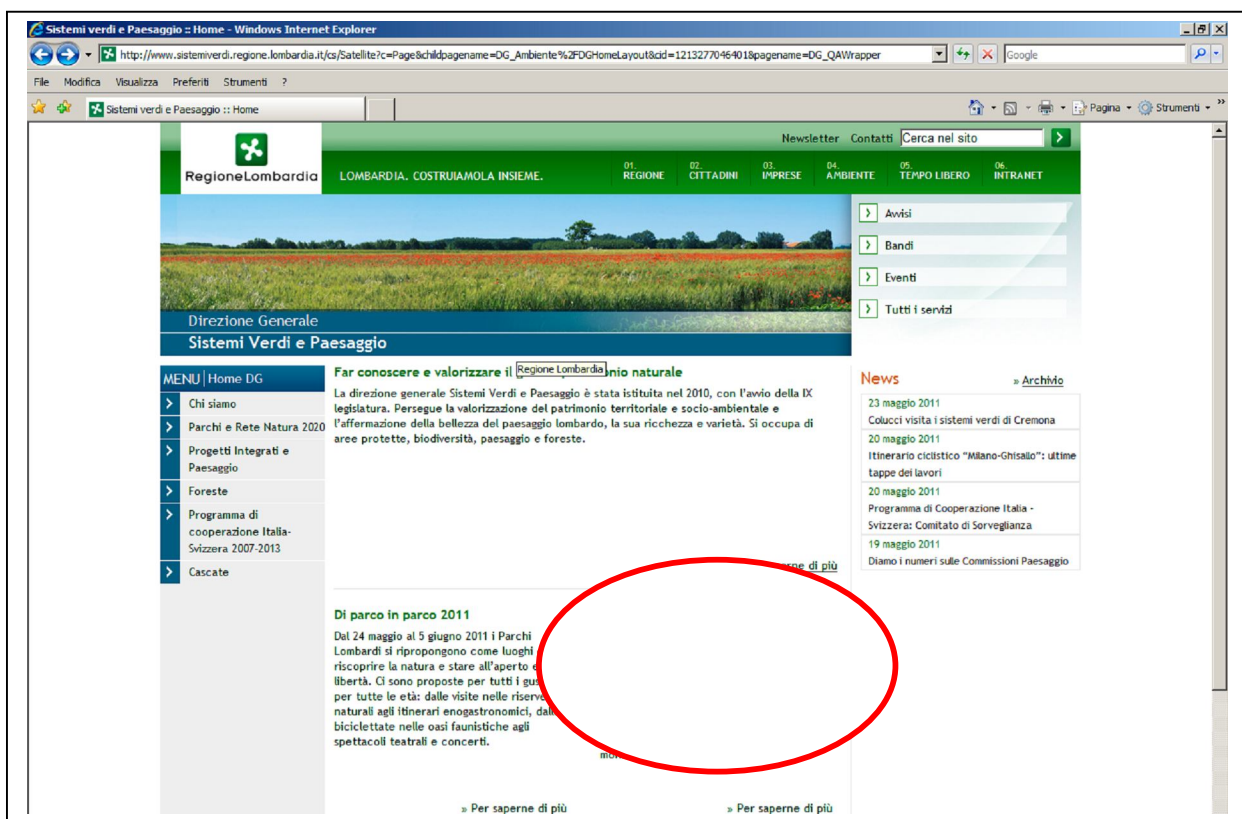 Sistemi verdi e Paesaggio :: Home - Windows Internet Explorer
http://www.sistemiverdi.regione.lombardia.it/cs/Satellite?c=Page&childpagename=DG_Ambiente%2FDGHomeLayout&cid=1213277046401&pagename=DG_QAWrapper
Google
File Modifica Visualizza Preferiti Strumenti ?
Sistemi verdi e Paesaggio :: Home
Pagina Strumenti
Newsletter Contatti Cerca nel sito
RegioneLombardia
LOMBARDIA. COSTRUIAMOLA INSIEME.
01. REGIONE 02. CITTADINI 03. IMPRESE 04. AMBIENTE 05. TEMPO LIBERO 06. INTRANET
Avvisi
Bandi
Eventi
Tutti i servizi
Direzione Generale
Sistemi Verdi e Paesaggio
MENU Home DG
Chi siamo
Parchi e Rete Natura 2020
Progetti Integrati e
Paesaggio
Foreste
Programma di
cooperazione Italia-
Svizzera 2007-2013
Cascate
Far conoscere e valorizzare il
Regione Lombardia
naturale
La direzione generale Sistemi Verdi e Paesaggio è stata istituita nel 2010, con l'avvio della IX
legislatura. Persegue la valorizzazione del patrimonio territoriale e socio-ambientale e
l'affermazione della bellezza del paesaggio lombardo, la sua ricchezza e varietà. Si occupa di
aree protette, biodiversità, paesaggio e foreste.
di più
Di parco in parco 2011
Dal 24 maggio al 5 giugno 2011 i Parchi
Lombardi si ripropongono come luoghi
riscoprire la natura e stare all'aperto
libertà. Ci sono proposte per tutti i
per tutte le età: dalle visite nelle
naturali agli itinerari enogastronomici,
biciclettate nelle oasi faunistiche agli
spettacoli teatrali e concerti.
» Per saperne di più
» Per saperne di più
News
» Archivio
23 maggio 2011
Colucci visita i sistemi verdi di Cremona
20 maggio 2011
Itinerario ciclistico "Milano-Ghisallo": ultime
tappe dei lavori
20 maggio 2011
Programma di Cooperazione Italia -
Svizzera: Comitato di Sorveglianza
19 maggio 2011
Diamo i numeri sulle Commissioni Paesaggio